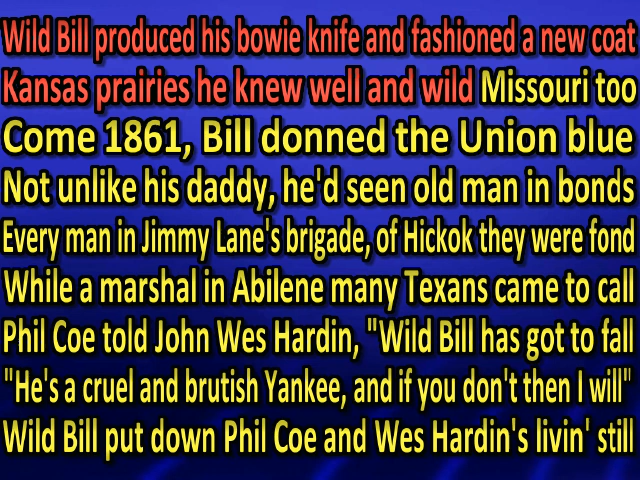 Wild Bill produced his bowie knife and fashioned a new coat
Kansas prairies he knew well and wild Missouri too
Come 1861, Bill donned the Union blue
Not unlike his daddy, he'd seen old man in bonds
Every man in Jimmy Lane's brigade, of Hickok they were fond
While a marshal in Abilene many Texans came to call
Phil Coe told John Wes Hardin, "Wild Bill has got to fall
"He's a cruel and brutish Yankee, and if you don't then I will"
Wild Bill put down Phil Coe and Wes Hardin's livin' still